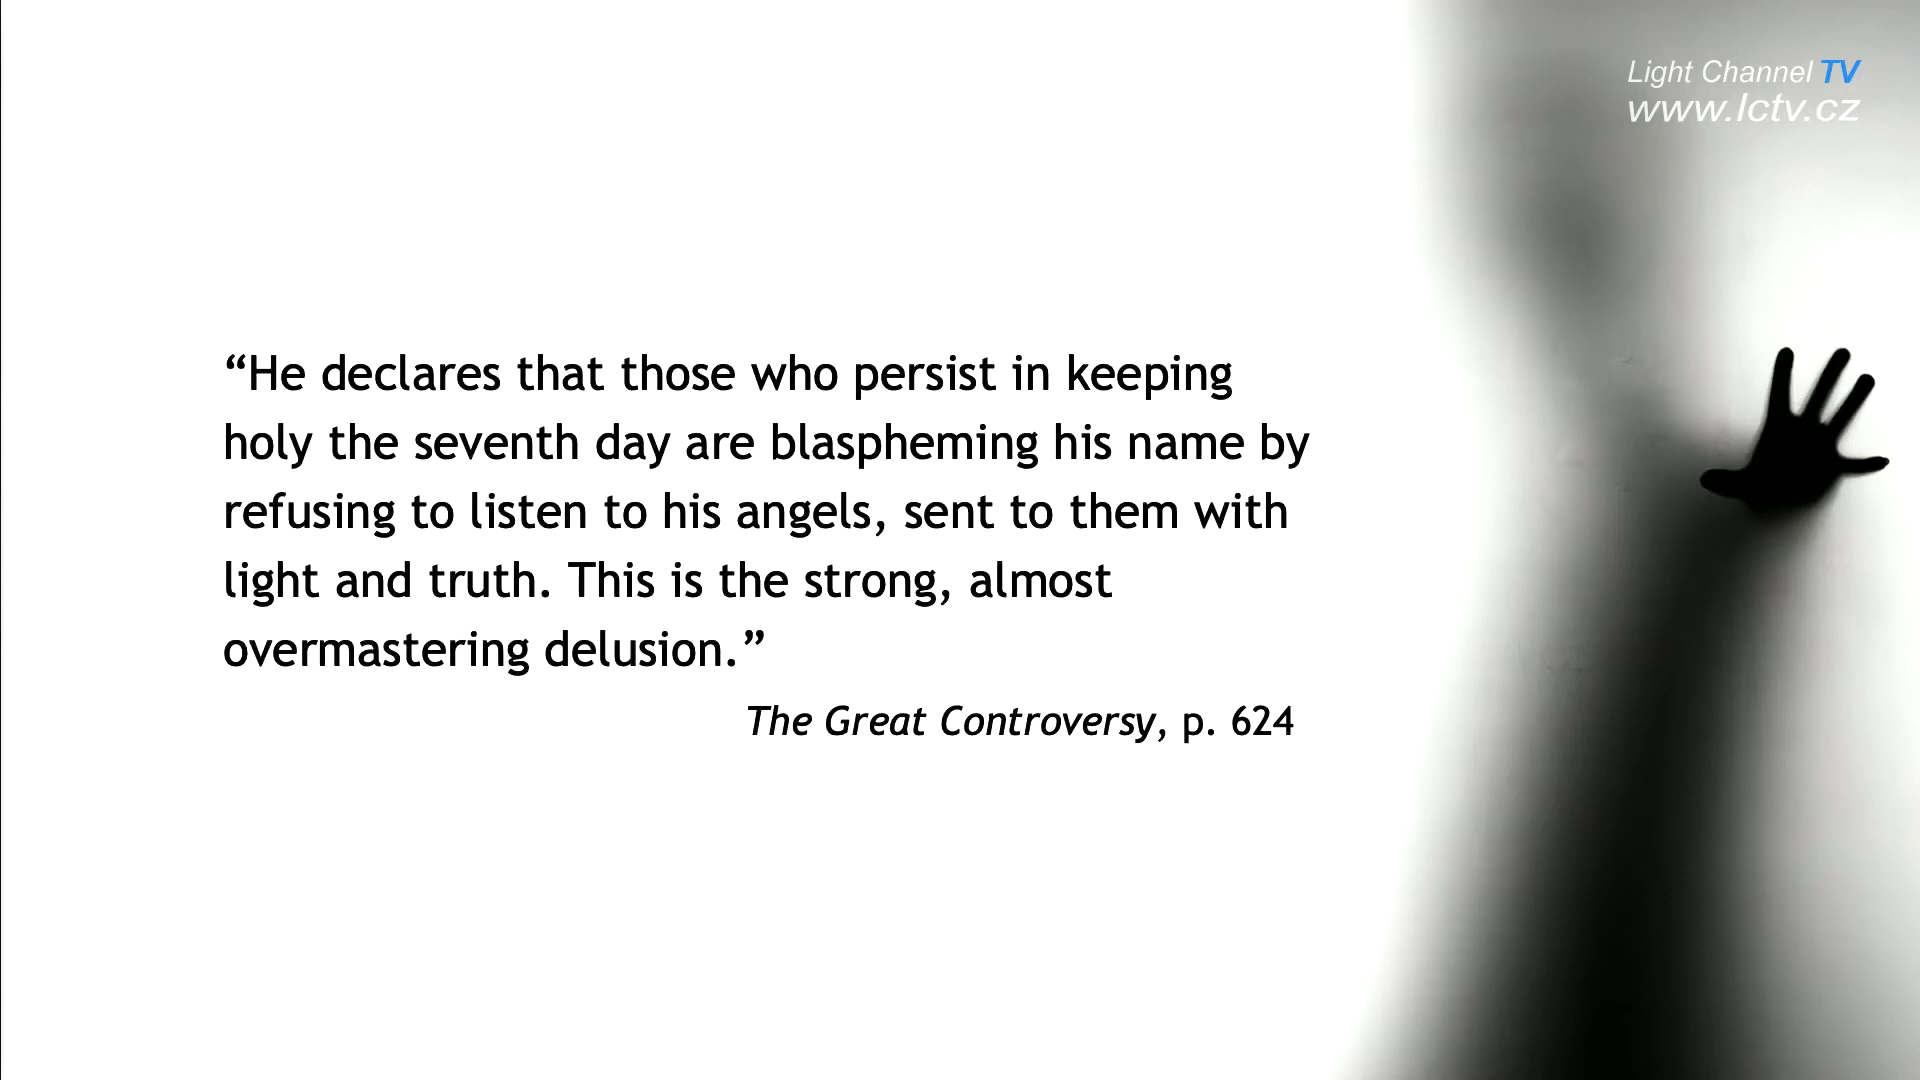 Light Channel TV
www.lctv.cz
“He declares that those who persist in keeping
holy the seventh day are blaspheming his name by
refusing to listen to his angels, sent to them with
light and truth. This is the strong, almost
overmastering delusion.”
The Great Controversy, p. 624